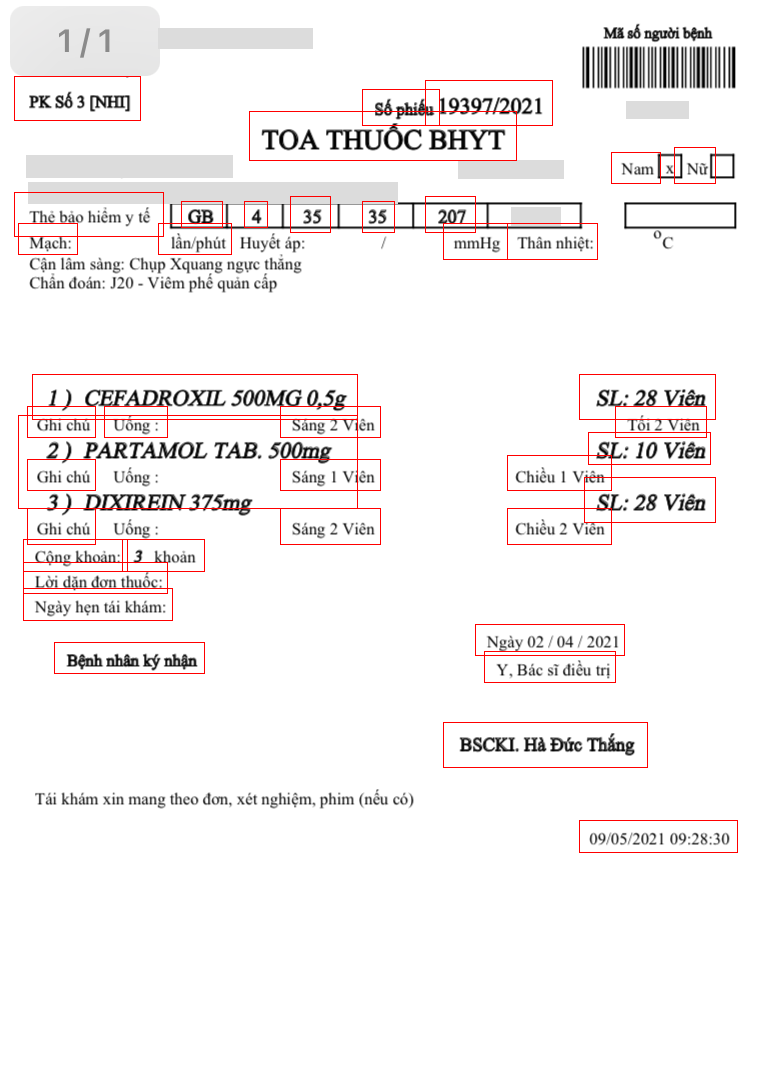 1/1
Mã số người bệnh
PK Số 3 [NHI]
Số phiếu 19397/2021
TOA THUỐC BHYT
Nam x Nữ
Thẻ bảo hiểm y tế GB 4 35 35 207
Mạch: lần/phút Huyết áp: / mmHg Thân nhiệt: °C
Cận lâm sàng: Chụp Xquang ngực thẳng
Chẩn đoán: J20 - Viêm phế quản cấp
1 ) CEFADROXIL 500MG 0,5g SL: 28 Viên
Ghi chú Uống : Sáng 2 Viên Tối 2 Viên
2 ) PARTAMOL TAB. 500mg SL: 10 Viên
Ghi chú Uống : Sáng 1 Viên Chiều 1 Viên
3 ) DIXIREIN 375mg SL: 28 Viên
Ghi chú Uống : Sáng 2 Viên Chiều 2 Viên
Cộng khoản: 3 khoản
Lời dặn đơn thuốc:
Ngày hẹn tái khám:
Ngày 02 / 04 / 2021
Bệnh nhân ký nhận
Y, Bác sĩ điều trị
BSCKI. Hà Đức Thắng
Tái khám xin mang theo đơn, xét nghiệm, phim (nếu có)
09/05/2021 09:28:30